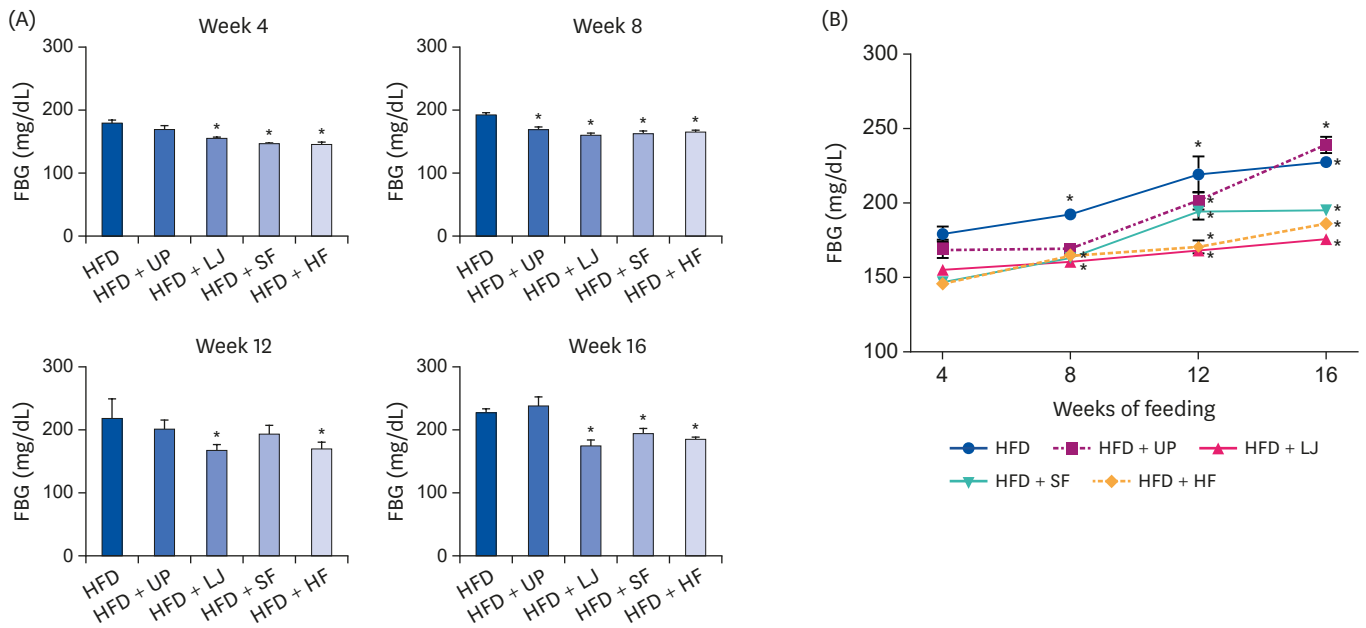 (A)
Week 4
300
200
100
0
FBG (mg/dL)
*
*
*
HFD
HFD + UP
HFD + LJ
HFD + SF
HFD + HF
Week 8
300
200
100
0
FBG (mg/dL)
*
*
*
*
HFD
HFD + UP
HFD + LJ
HFD + SF
HFD + HF
Week 12
300
200
100
0
FBG (mg/dL)
*
*
HFD
HFD + UP
HFD + LJ
HFD + SF
HFD + HF
Week 16
300
200
100
0
FBG (mg/dL)
*
*
*
HFD
HFD + UP
HFD + LJ
HFD + SF
HFD + HF
(B)
300
250
200
150
100
FBG (mg/dL)
*
*
*
*
*
*
*
*
*
*
*
*
*
4
8
12
16
Weeks of feeding
HFD
HFD + UP
HFD + LJ
HFD + SF
HFD + HF